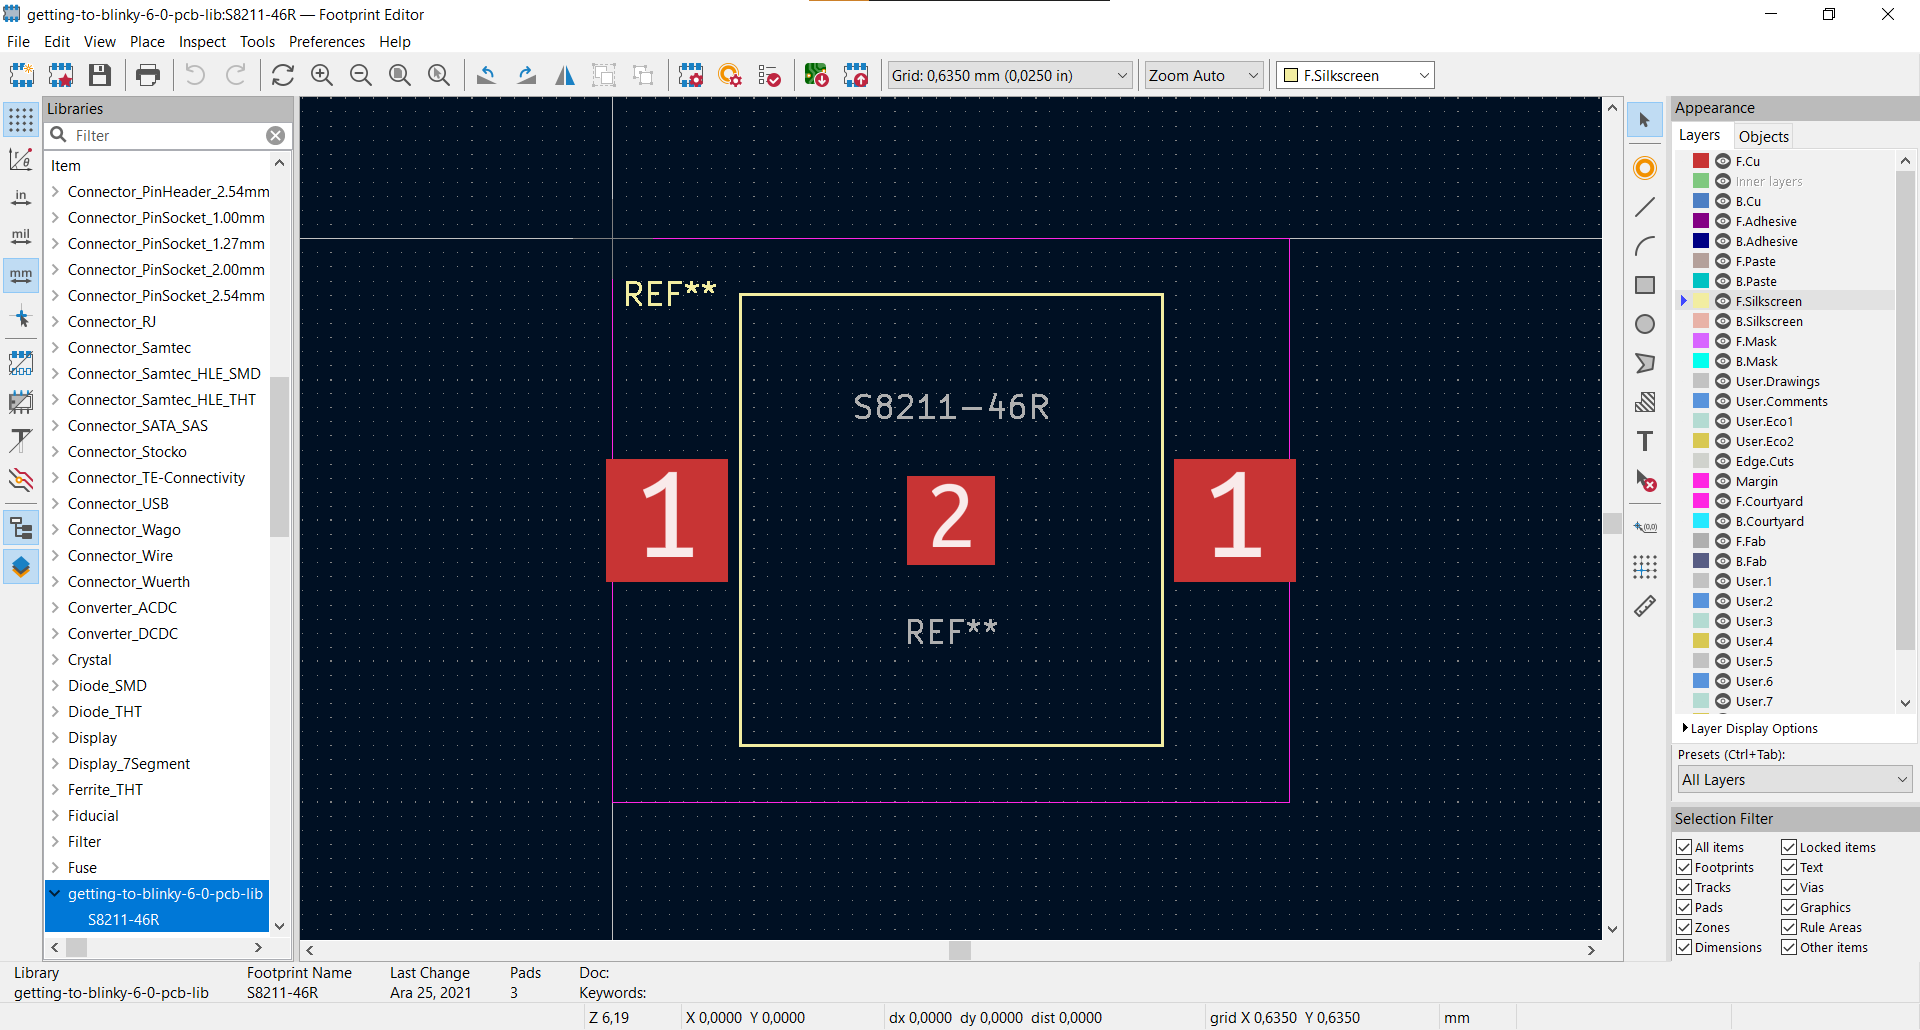 getting-to-blinky-6-0-pcb-lib:S8211-46R — Footprint Editor
File Edit View Place Inspect Tools Preferences Help
Grid: 0,6350 mm (0,0250 in)
Zoom Auto
F.Silkscreen
in
mil
mm
Libraries
Filter
Item
Connector_PinHeader_2.54mm
Connector_PinSocket_1.00mm
Connector_PinSocket_1.27mm
Connector_PinSocket_2.00mm
Connector_PinSocket_2.54mm
Connector_RJ
Connector_Samtec
Connector_Samtec_HLE_SMD
Connector_Samtec_HLE_THT
Connector_SATA_SAS
Connector_Stocko
Connector_TE-Connectivity
Connector_USB
Connector_Wago
Connector_Wire
Connector_Wuerth
Converter_ACDC
Converter_DCDC
Crystal
Diode_SMD
Diode_THT
Display
Display_7Segment
Ferrite_THT
Fiducial
Filter
Fuse
getting-to-blinky-6-0-pcb-lib
S8211-46R
REF**
S8211-46R
1 2 1
REF**
T
(0,0)
Appearance
Layers Objects
F.Cu
Inner layers
B.Cu
F.Adhesive
B.Adhesive
F.Paste
B.Paste
F.Silkscreen
B.Silkscreen
F.Mask
B.Mask
User.Drawings
User.Comments
User.Eco1
User.Eco2
Edge.Cuts
Margin
F.Courtyard
B.Courtyard
F.Fab
B.Fab
User.1
User.2
User.3
User.4
User.5
User.6
User.7
Layer Display Options
Presets (Ctrl+Tab):
All Layers
Selection Filter
All items Locked items
Footprints Text
Tracks Vias
Pads Graphics
Zones Rule Areas
Dimensions Other items
Library Footprint Name Last Change Pads Doc:
getting-to-blinky-6-0-pcb-lib S8211-46R Ara 25, 2021 3 Keywords:
Z 6,19 X 0,0000 Y 0,0000 dx 0,0000 dy 0,0000 dist 0,0000 grid X 0,6350 Y 0,6350 mm